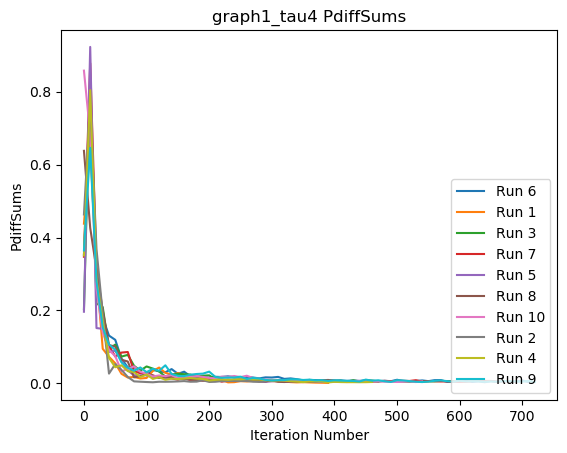 graph1_tau4 PdiffSums
PdiffSums
0.8
0.6
0.4
0.2
0.0
Run 6
Run 1
Run 3
Run 7
Run 5
Run 8
Run 10
Run 2
Run 4
Run 9
0 100 200 300 400 500 600 700
Iteration Number